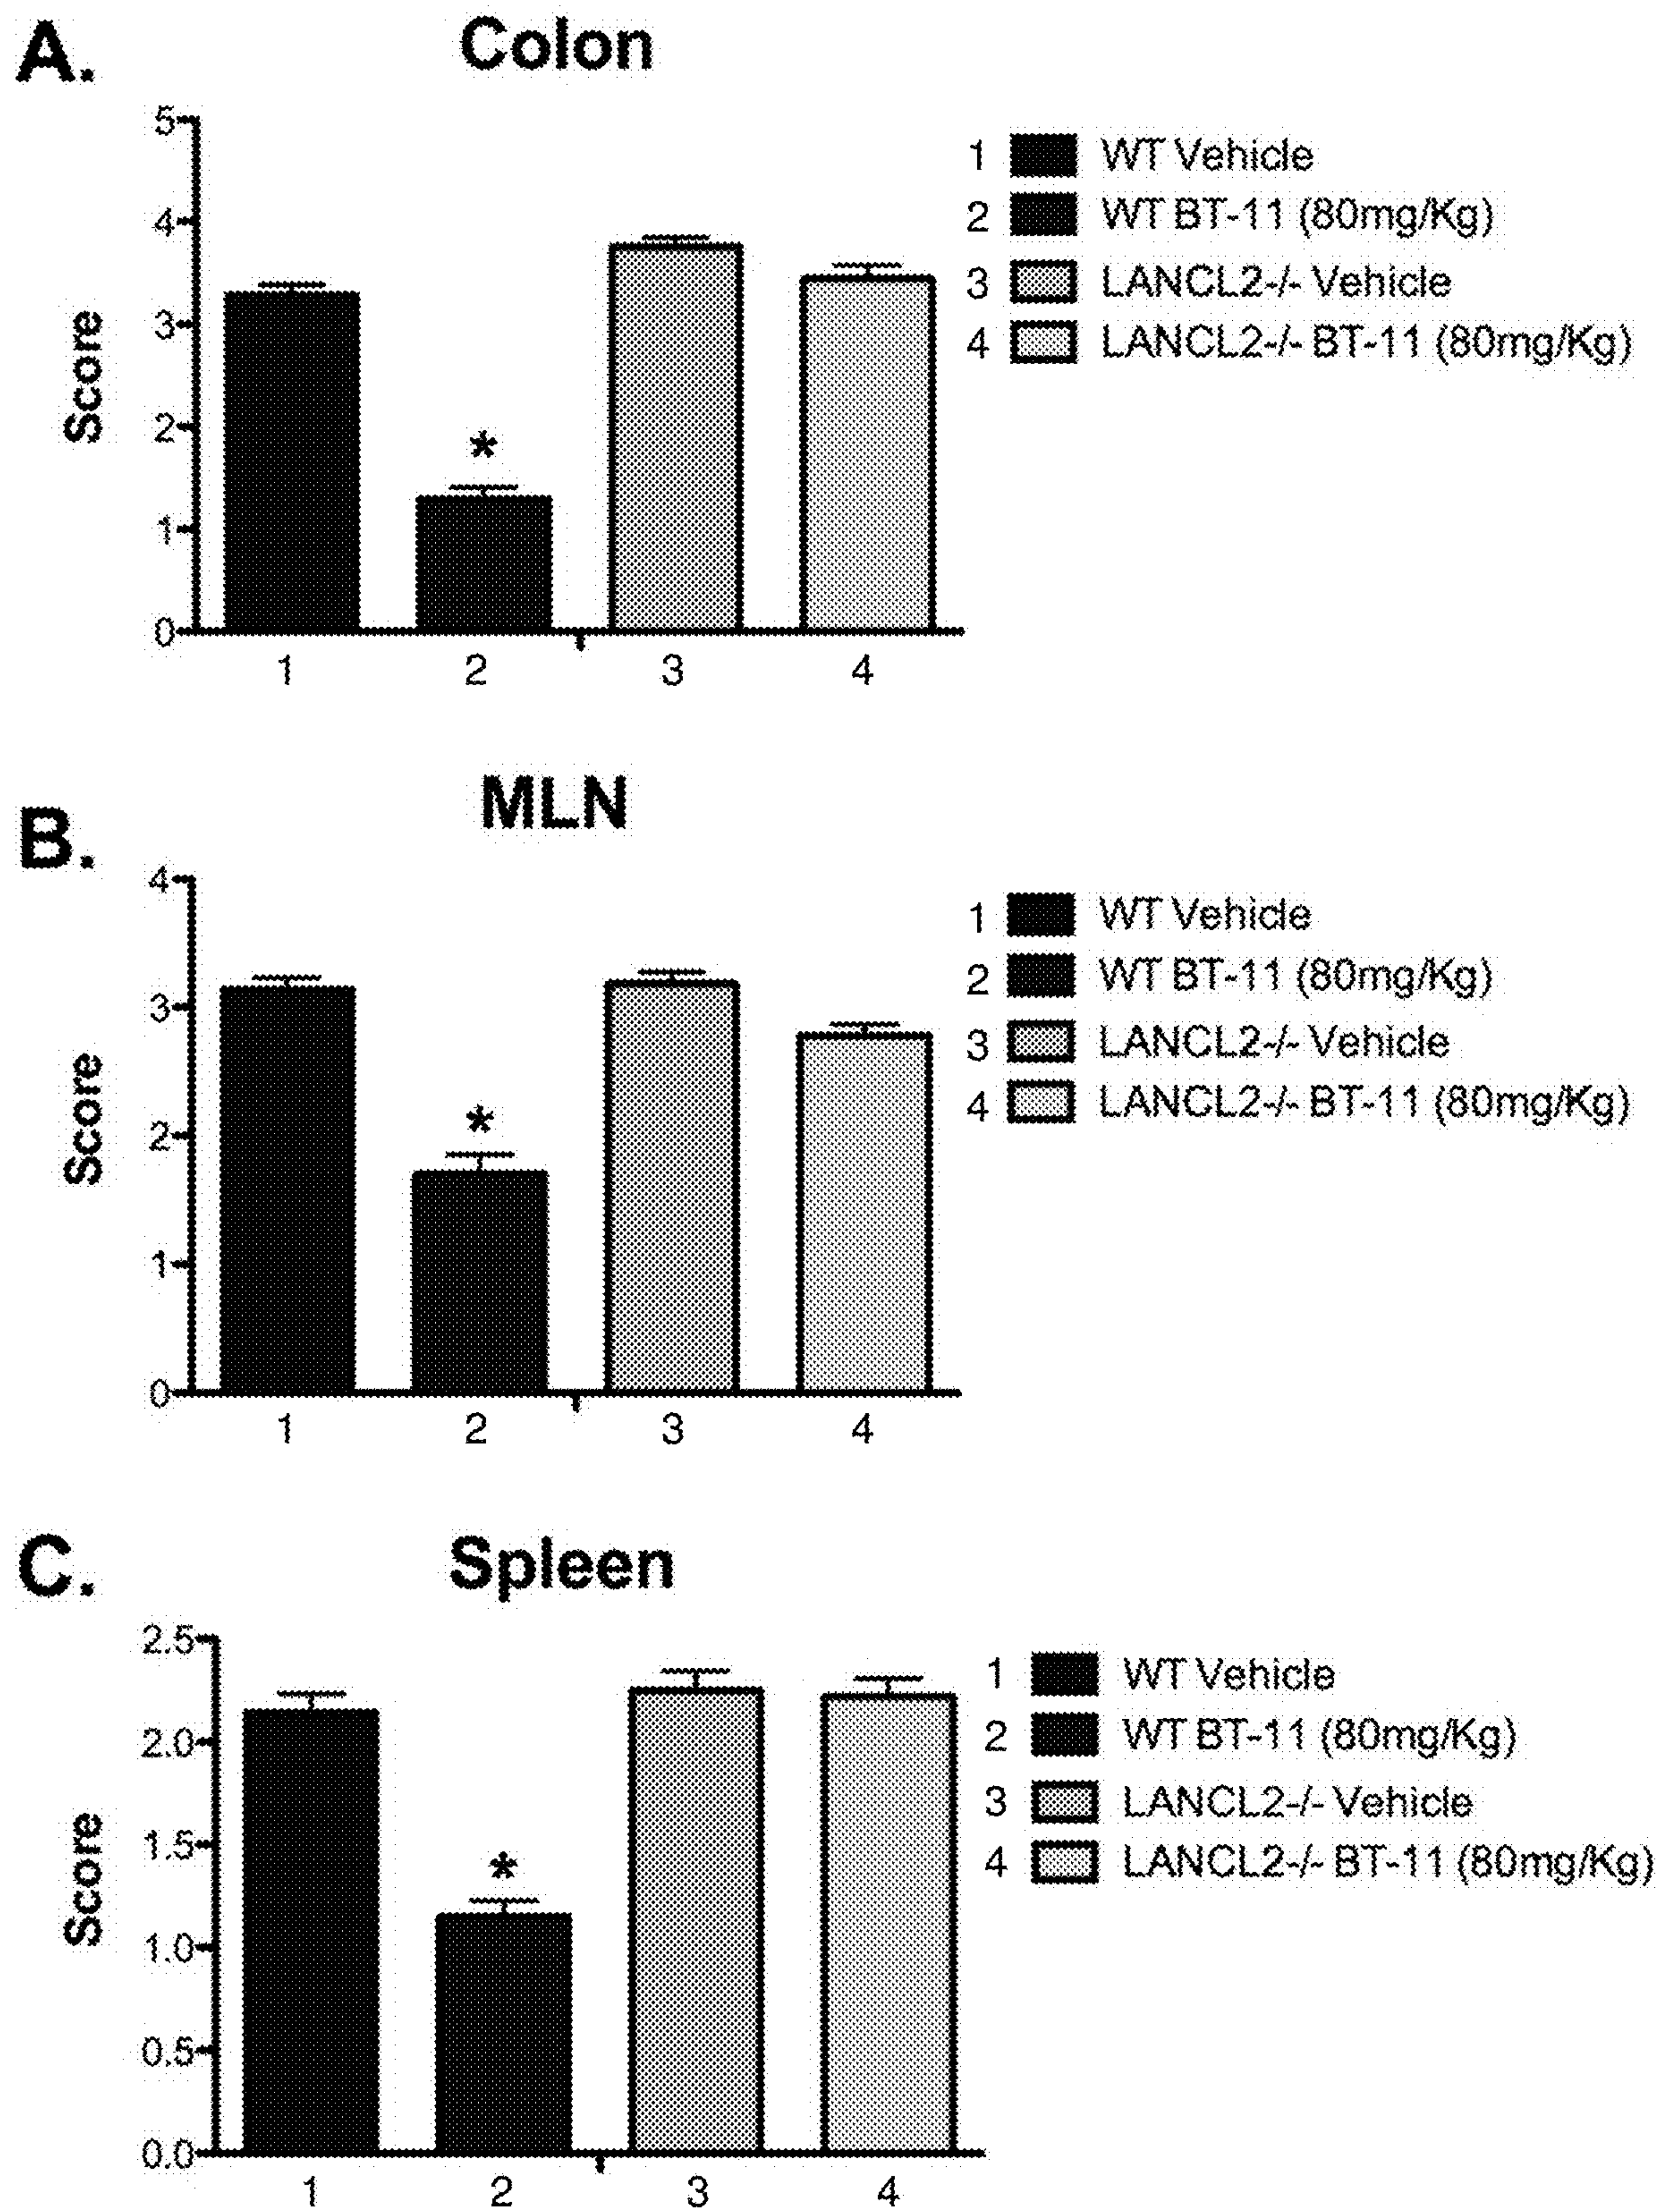 A.
Colon
Score
5
4
3
2
1
0
*
1 2 3 4
1 WT Vehicle
2 WT BT-11 (80mg/Kg)
3 LANCL2-/- Vehicle
4 LANCL2-/- BT-11 (80mg/Kg)
B.
MLN
Score
4
3
2
1
0
*
1 2 3 4
1 WT Vehicle
2 WT BT-11 (80mg/Kg)
3 LANCL2-/- Vehicle
4 LANCL2-/- BT-11 (80mg/Kg)
C.
Spleen
Score
2.5
2.0
1.5
1.0
0.5
0.0
*
1 2 3 4
1 WT Vehicle
2 WT BT-11 (80mg/Kg)
3 LANCL2-/- Vehicle
4 LANCL2-/- BT-11 (80mg/Kg)